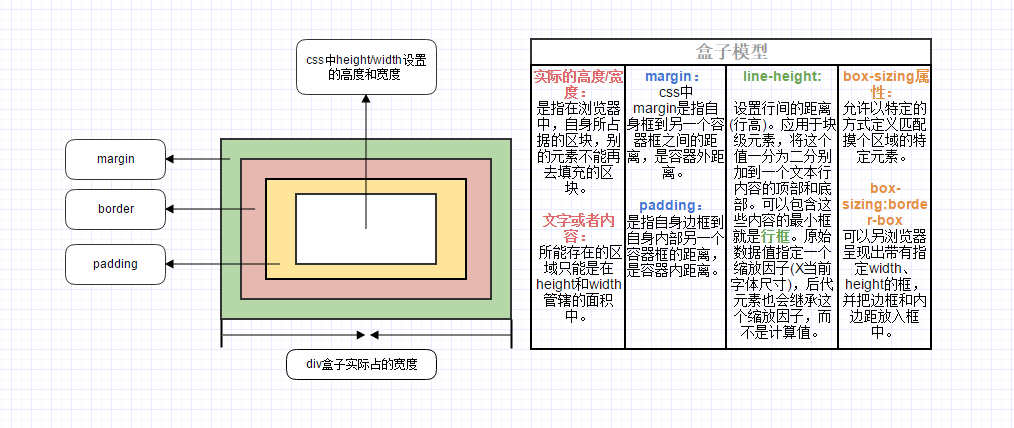 css中height/width设置
的高度和宽度
margin
border
padding
div盒子实际占的宽度
盒子模型
实际的高度/宽
度：
是指在浏览器
中，自身所占
据的区块，别
的元素不能再
去填充的区
块。
文字或者内
容：
所能存在的区
域只能是在
height和width
管辖的面积
中。
margin：
css中
margin是指自
身框到另一个容
器框之间的距
离，是容器外距
离。
padding：
是指自身边框到
自身内部另一个
容器框的距离，
是容器内距离。
line-height:
设置行间的距离
(行高)。应用于块
级元素，将这个
值一分为二分别
加到一个文本行
内容的顶部和底
部。可以包含这
些内容的最小框
就是行框。原始
数据值指定一个
缩放因子(X当前
字体尺寸)，后代
元素也会继承这
个缩放因子，而
不是计算值。
box-sizing属
性：
允许以特定的
方式定义匹配
摸个区域的特
定元素。
box-
sizing:borde
r-box
可以另浏览器
呈现出带有指
定width、
height的框，
并把边框和内
边距放入框
中。